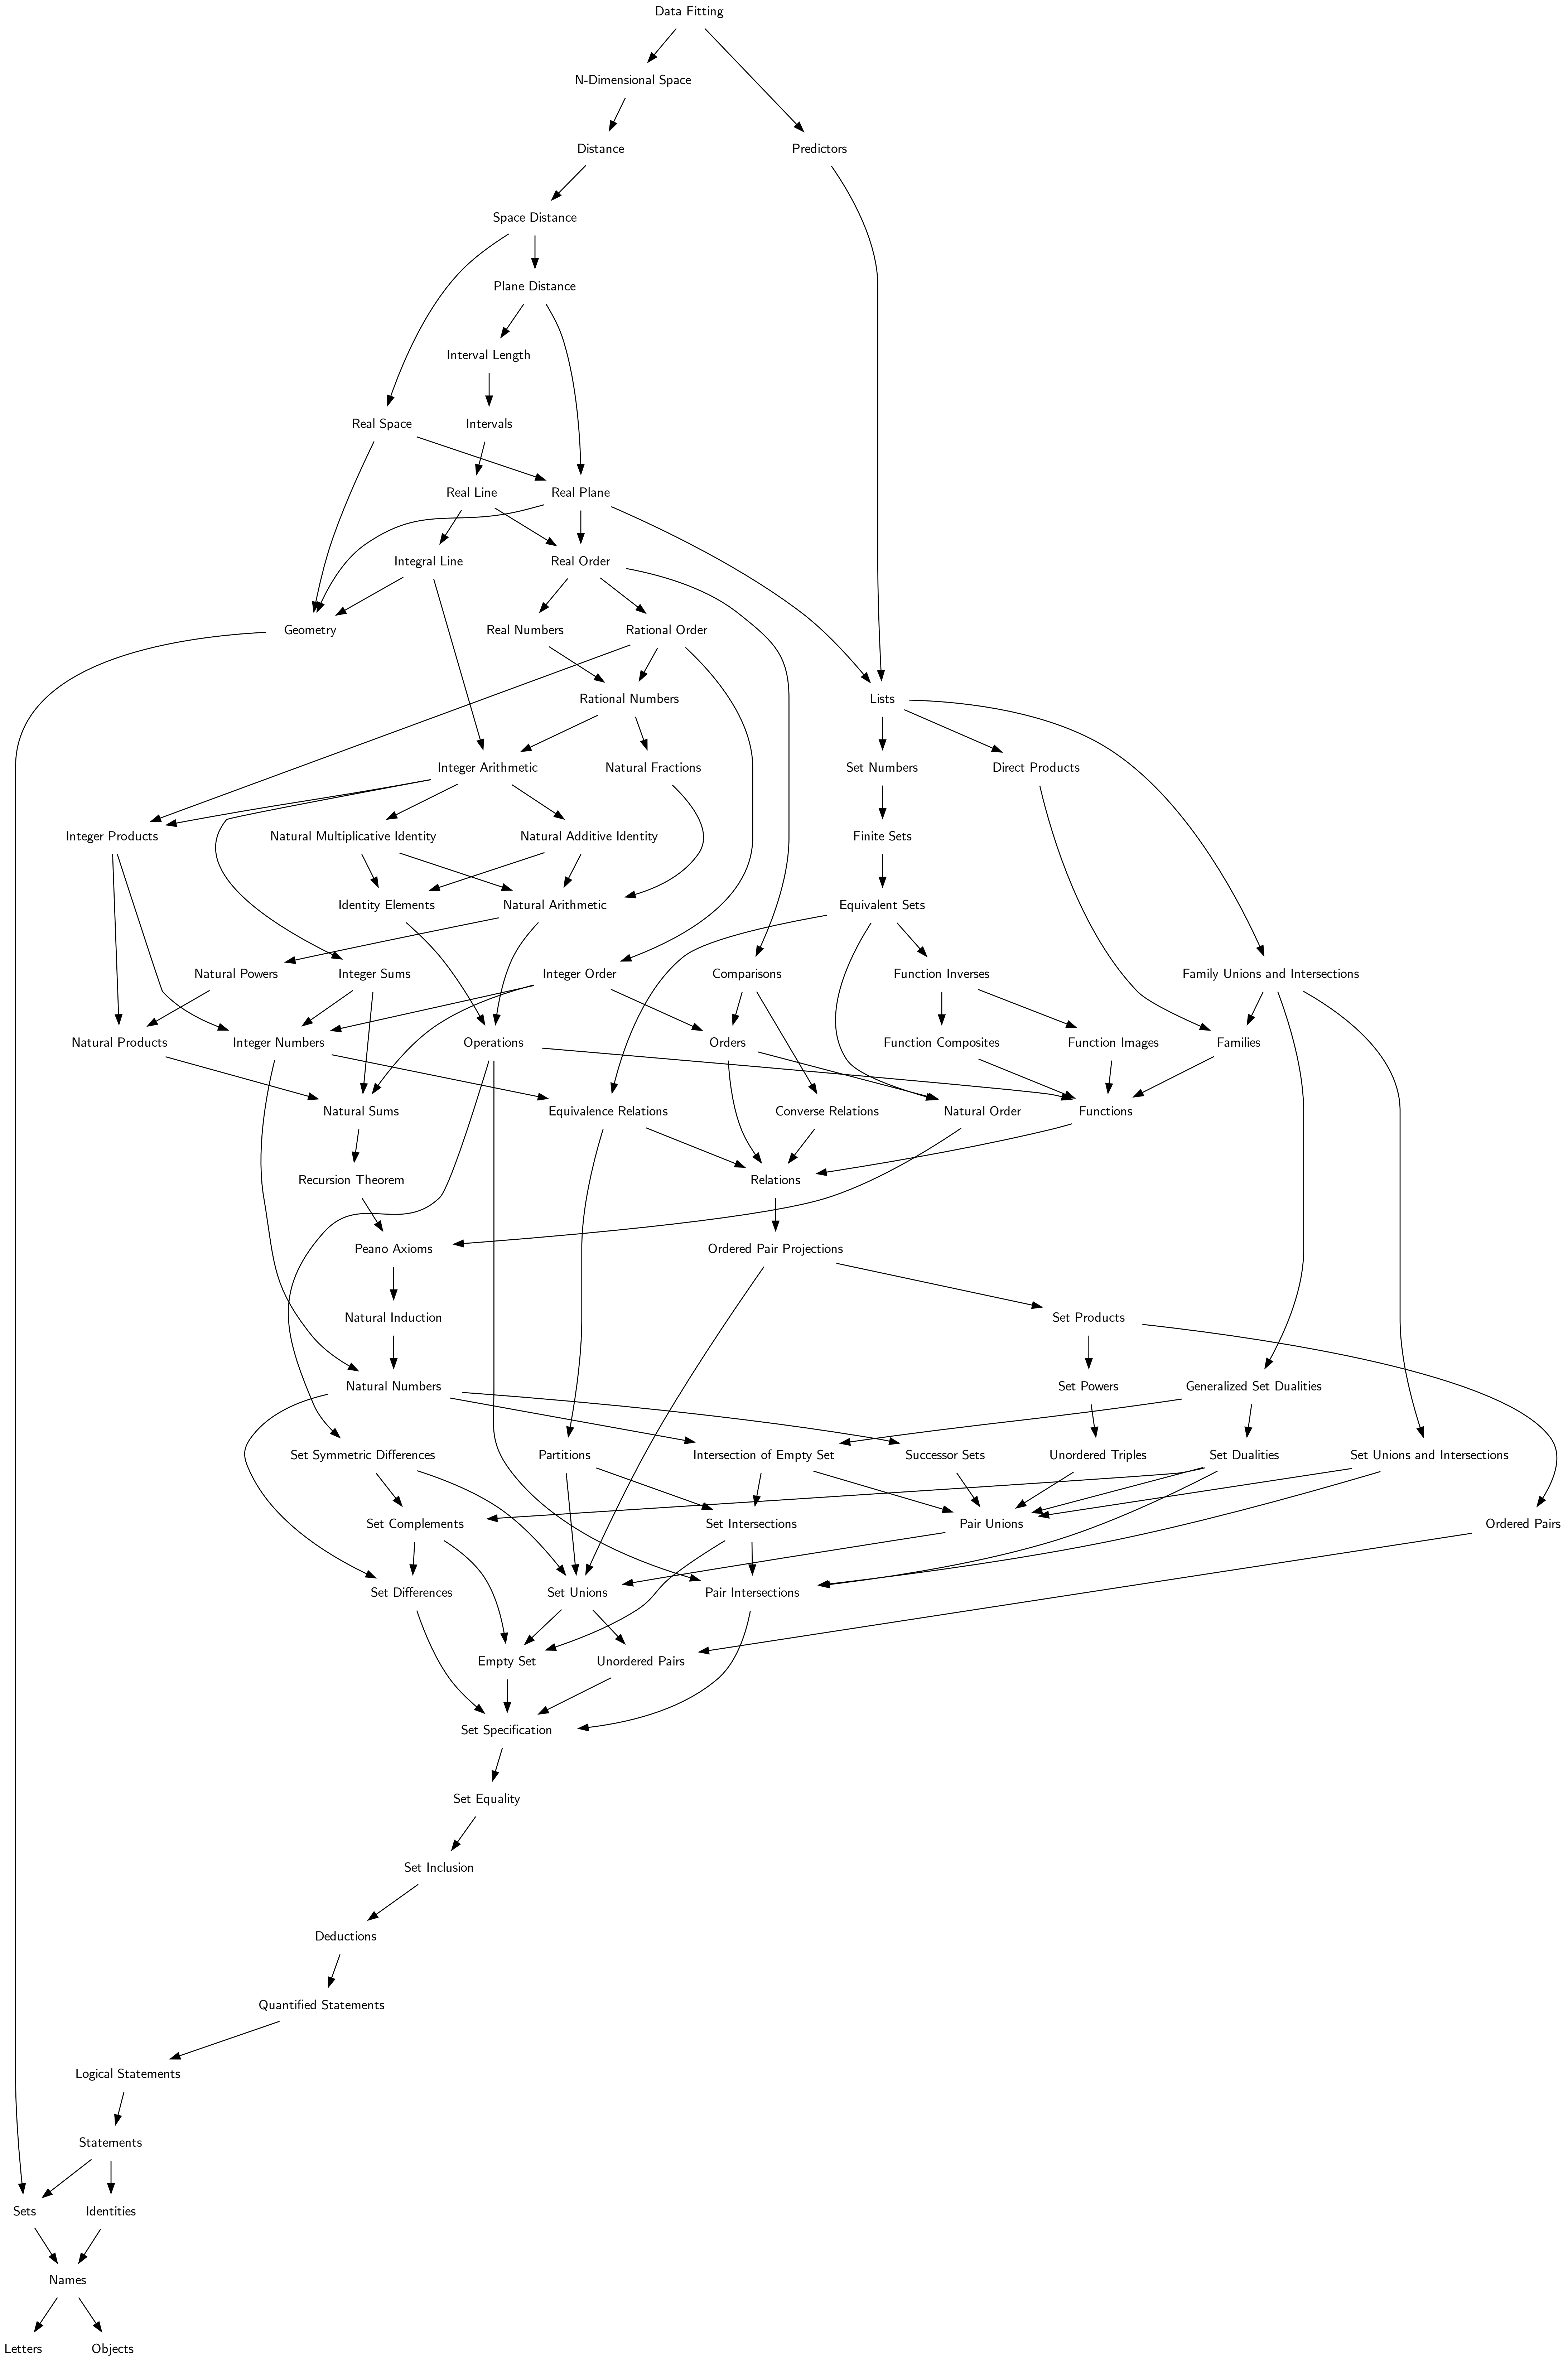 Data Fitting
N-Dimensional Space
Distance
Predictors
Space Distance
Plane Distance
Interval Length
Real Space
Intervals
Real Line
Real Plane
Integral Line
Real Order
Geometry
Real Numbers
Rational Order
Rational Numbers
Lists
Integer Arithmetic
Natural Fractions
Set Numbers
Direct Products
Integer Products
Natural Multiplicative Identity
Natural Additive Identity
Finite Sets
Identity Elements
Natural Arithmetic
Equivalent Sets
Natural Powers
Integer Sums
Integer Order
Comparisons
Function Inverses
Family Unions and Intersections
Natural Products
Integer Numbers
Operations
Orders
Function Composites
Function Images
Families
Natural Sums
Equivalence Relations
Converse Relations
Natural Order
Functions
Recursion Theorem
Relations
Peano Axioms
Ordered Pair Projections
Natural Induction
Set Products
Natural Numbers
Set Powers
Generalized Set Dualities
Set Symmetric Differences
Partitions
Intersection of Empty Set
Successor Sets
Unordered Triples
Set Dualities
Set Unions and Intersections
Set Complements
Set Intersections
Pair Unions
Ordered Pairs
Set Differences
Set Unions
Pair Intersections
Empty Set
Unordered Pairs
Set Specification
Set Equality
Set Inclusion
Deductions
Quantified Statements
Logical Statements
Statements
Sets
Identities
Names
Letters
Objects